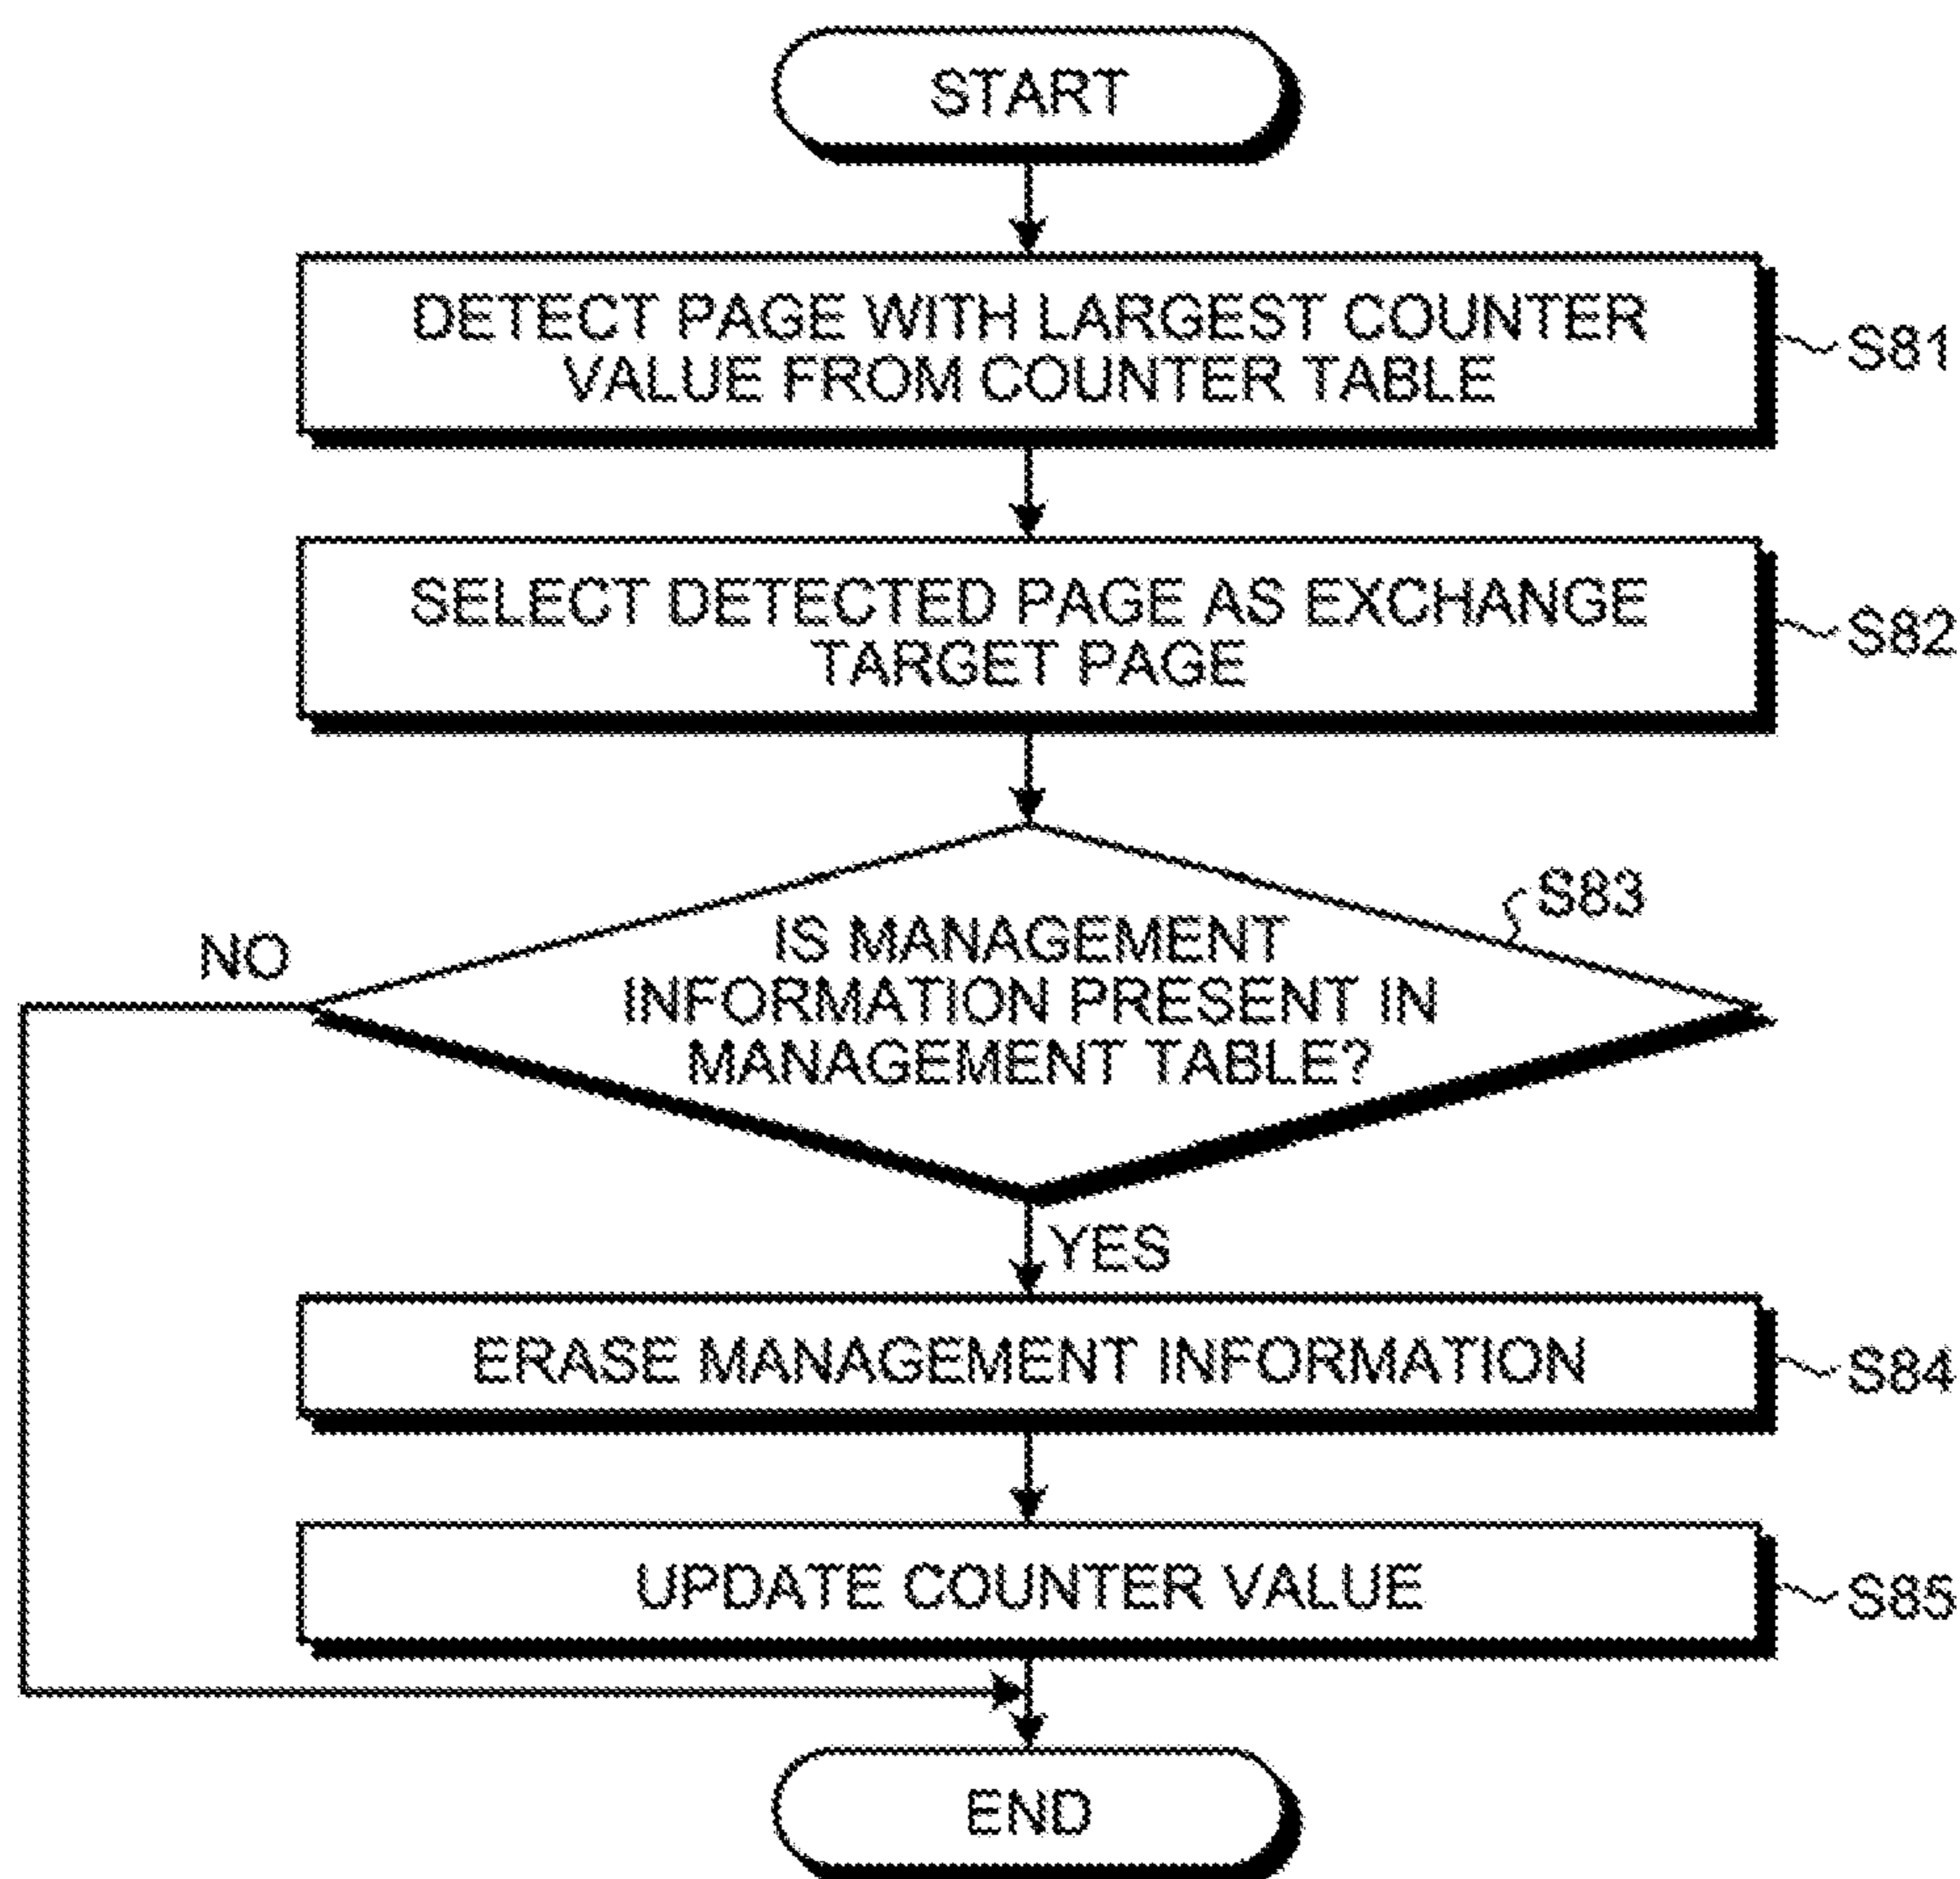 START
DETECT PAGE WITH LARGEST COUNTER
VALUE FROM COUNTER TABLE
S81
SELECT DETECTED PAGE AS EXCHANGE
TARGET PAGE
S82
S83
NO
IS MANAGEMENT
INFORMATION PRESENT IN
MANAGEMENT TABLE?
YES
ERASE MANAGEMENT INFORMATION
S84
UPDATE COUNTER VALUE
S85
END